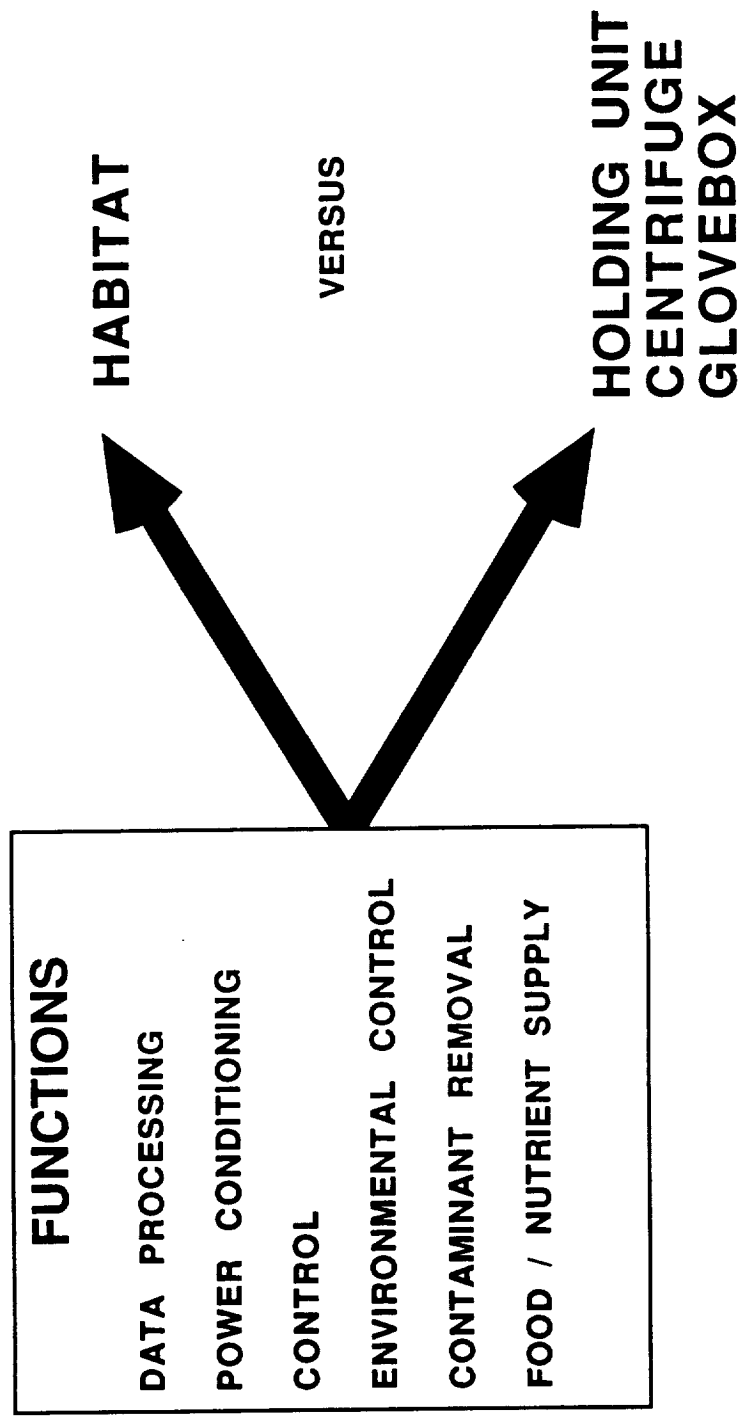 FUNCTIONS
DATA PROCESSING
POWER CONDITIONING
CONTROL
ENVIRONMENTAL CONTROL
CONTAMINANT REMOVAL
FOOD / NUTRIENT SUPPLY
HABITAT
VERSUS
HOLDING UNIT
CENTRIFUGE
GLOVEBOX